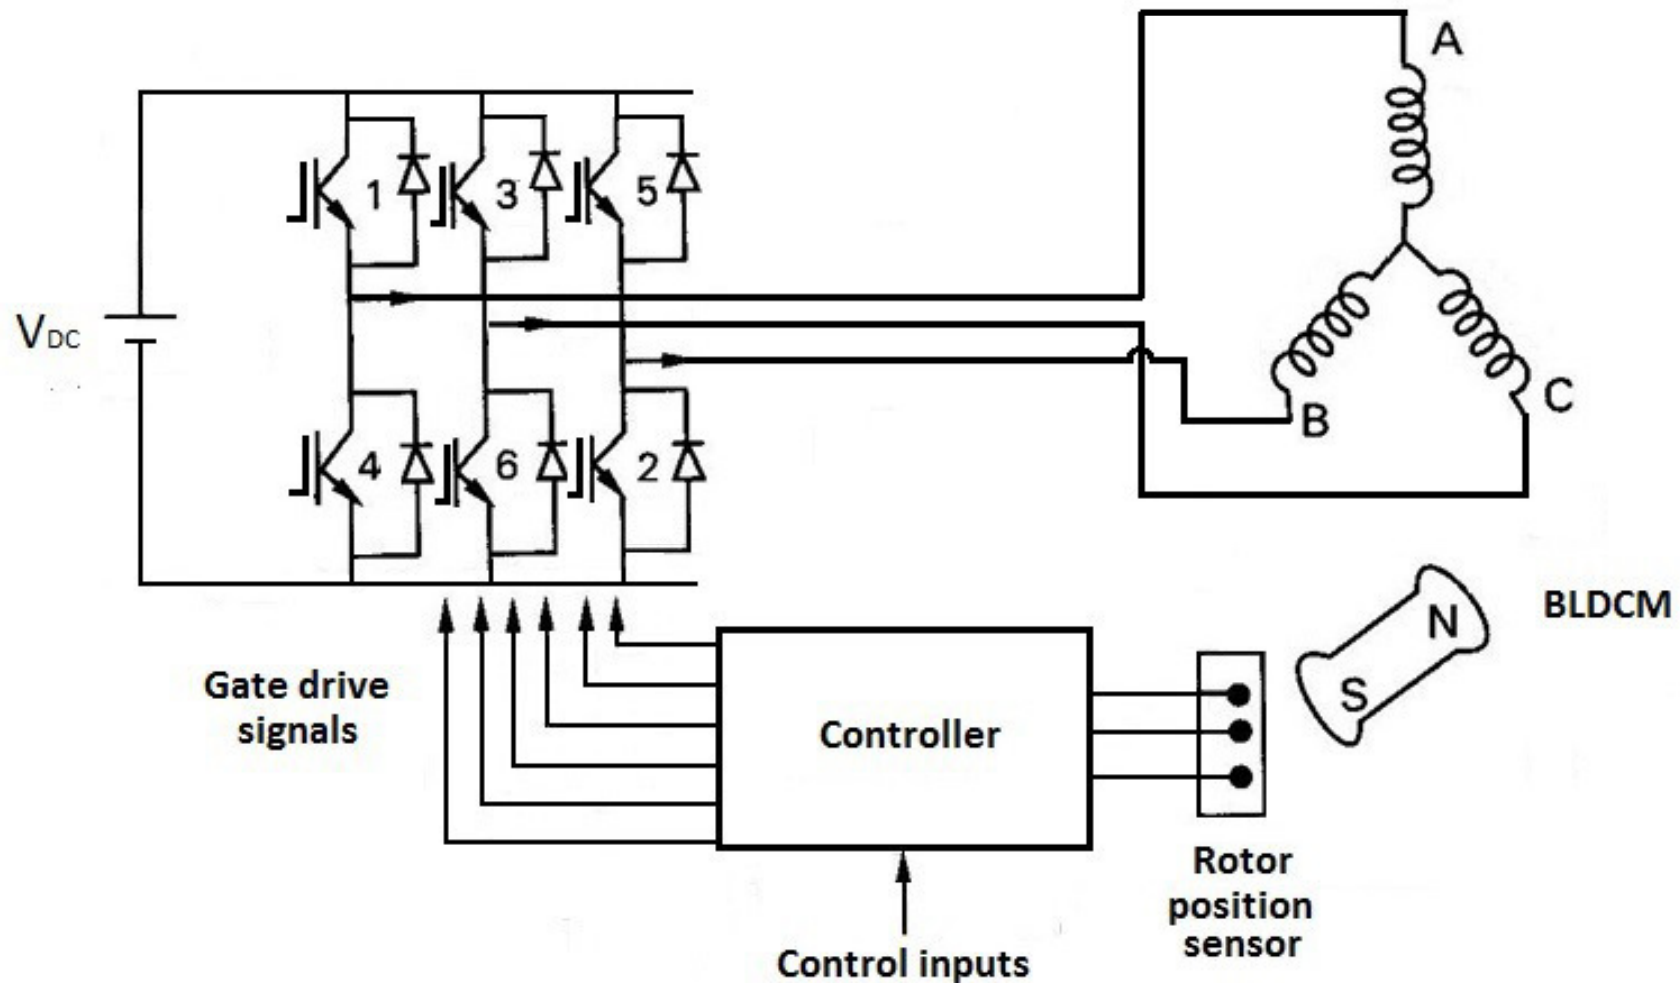 A
1
3
5
VDC
B
C
4
6
2
N
S
BLDCM
Gate drive
signals
Controller
Rotor
position
sensor
Control inputs